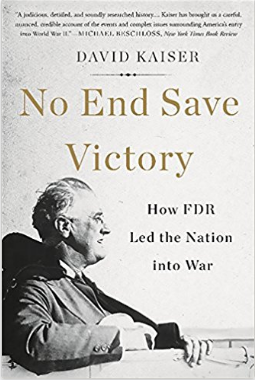 "A judicious, detailed, and soundly researched history.... Kaiser has brought us a careful,
nuanced, credible account of the events and complex issues surrounding America's entry
into World War II."—MICHAEL BESCHLOSS, New York Times Book Review
DAVID KAISER
No End Save
Victory
How FDR
Led the Nation
into War